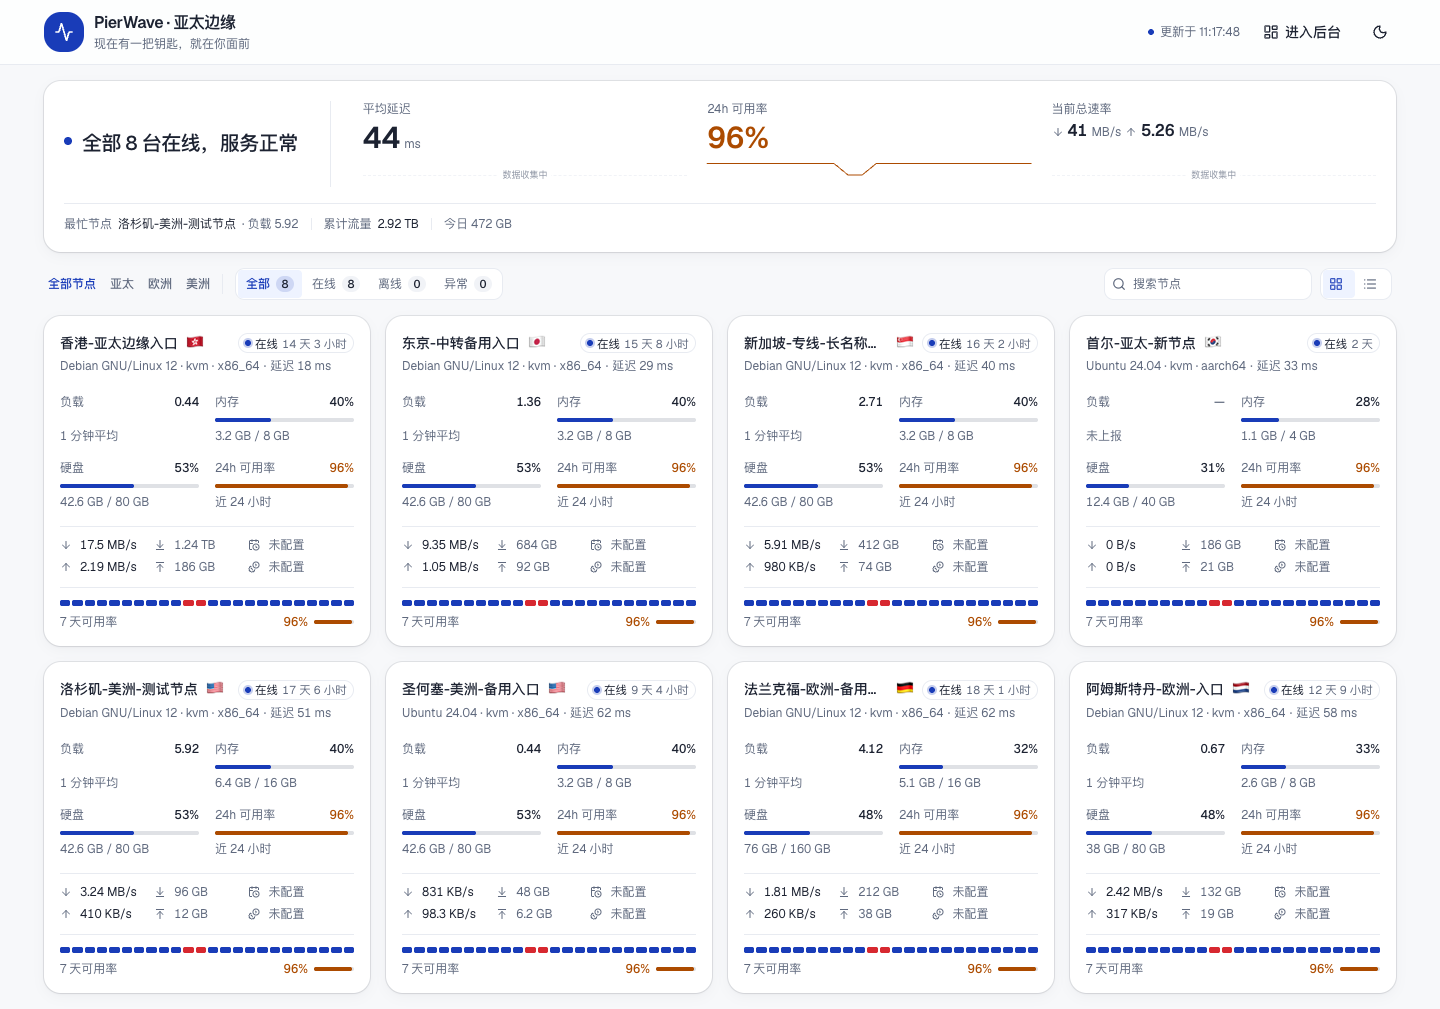 PierWave · 亚太边缘
现在有一把钥匙，就在你面前
更新于 11:17:48
进入后台
全部 8 台在线，服务正常
平均延迟
44 ms
数据收集中
24h 可用率
96%
当前总速率
↓ 41 MB/s ↑ 5.26 MB/s
数据收集中
最忙节点 洛杉矶-美洲-测试节点 · 负载 5.92
累计流量 2.92 TB
今日 472 GB
全部节点 亚太 欧洲 美洲
全部 8 在线 8 离线 0 异常 0
搜索节点
香港-亚太边缘入口 在线 14 天 3 小时
Debian GNU/Linux 12 · kvm · x86_64 · 延迟 18 ms
负载 0.44 内存 40%
1 分钟平均 3.2 GB / 8 GB
硬盘 53% 24h 可用率 96%
42.6 GB / 80 GB 近 24 小时
↓ 17.5 MB/s 1.24 TB 未配置
↑ 2.19 MB/s 186 GB 未配置
7 天可用率 96%
东京-中转备用入口 在线 15 天 8 小时
Debian GNU/Linux 12 · kvm · x86_64 · 延迟 29 ms
负载 1.36 内存 40%
1 分钟平均 3.2 GB / 8 GB
硬盘 53% 24h 可用率 96%
42.6 GB / 80 GB 近 24 小时
↓ 9.35 MB/s 684 GB 未配置
↑ 1.05 MB/s 92 GB 未配置
7 天可用率 96%
新加坡-专线-长名称... 在线 16 天 2 小时
Debian GNU/Linux 12 · kvm · x86_64 · 延迟 40 ms
负载 2.71 内存 40%
1 分钟平均 3.2 GB / 8 GB
硬盘 53% 24h 可用率 96%
42.6 GB / 80 GB 近 24 小时
↓ 5.91 MB/s 412 GB 未配置
↑ 980 KB/s 74 GB 未配置
7 天可用率 96%
首尔-亚太-新节点 在线 2 天
Ubuntu 24.04 · kvm · aarch64 · 延迟 33 ms
负载 — 内存 28%
未上报 1.1 GB / 4 GB
硬盘 31% 24h 可用率 96%
12.4 GB / 40 GB 近 24 小时
↓ 0 B/s 186 GB 未配置
↑ 0 B/s 21 GB 未配置
7 天可用率 96%
洛杉矶-美洲-测试节点 在线 17 天 6 小时
Debian GNU/Linux 12 · kvm · x86_64 · 延迟 51 ms
负载 5.92 内存 40%
1 分钟平均 6.4 GB / 16 GB
硬盘 53% 24h 可用率 96%
42.6 GB / 80 GB 近 24 小时
↓ 3.24 MB/s 96 GB 未配置
↑ 410 KB/s 12 GB 未配置
7 天可用率 96%
圣何塞-美洲-备用入口 在线 9 天 4 小时
Ubuntu 24.04 · kvm · x86_64 · 延迟 62 ms
负载 0.44 内存 40%
1 分钟平均 3.2 GB / 8 GB
硬盘 53% 24h 可用率 96%
42.6 GB / 80 GB 近 24 小时
↓ 831 KB/s 48 GB 未配置
↑ 98.3 KB/s 6.2 GB 未配置
7 天可用率 96%
法兰克福-欧洲-备用... 在线 18 天 1 小时
Debian GNU/Linux 12 · kvm · x86_64 · 延迟 62 ms
负载 4.12 内存 32%
1 分钟平均 5.1 GB / 16 GB
硬盘 48% 24h 可用率 96%
76 GB / 160 GB 近 24 小时
↓ 1.81 MB/s 212 GB 未配置
↑ 260 KB/s 38 GB 未配置
7 天可用率 96%
阿姆斯特丹-欧洲-入口 在线 12 天 9 小时
Debian GNU/Linux 12 · kvm · x86_64 · 延迟 58 ms
负载 0.67 内存 33%
1 分钟平均 2.6 GB / 8 GB
硬盘 48% 24h 可用率 96%
38 GB / 80 GB 近 24 小时
↓ 2.42 MB/s 132 GB 未配置
↑ 317 KB/s 19 GB 未配置
7 天可用率 96%